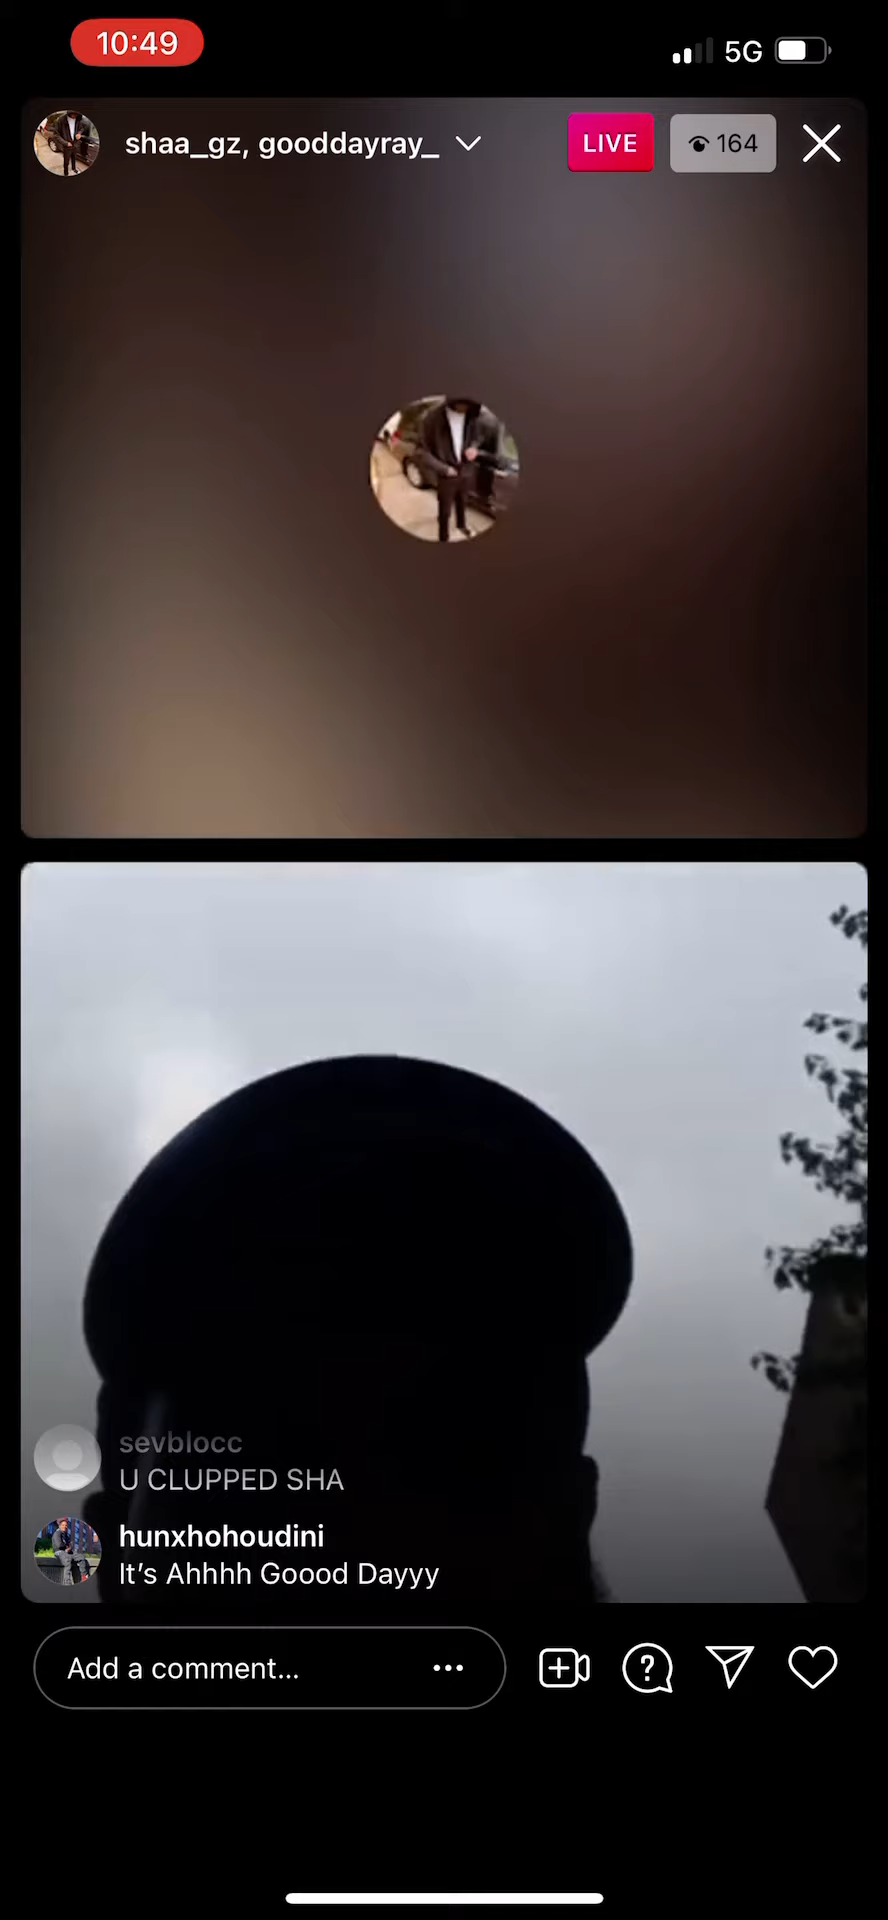 10:49
5G
shaa_gz, gooddayray_
LIVE
164
sevblocc
U CLUPPED SHA
hunxhohoudini
It’s Ahhhh Goood Dayyy
Add a comment...